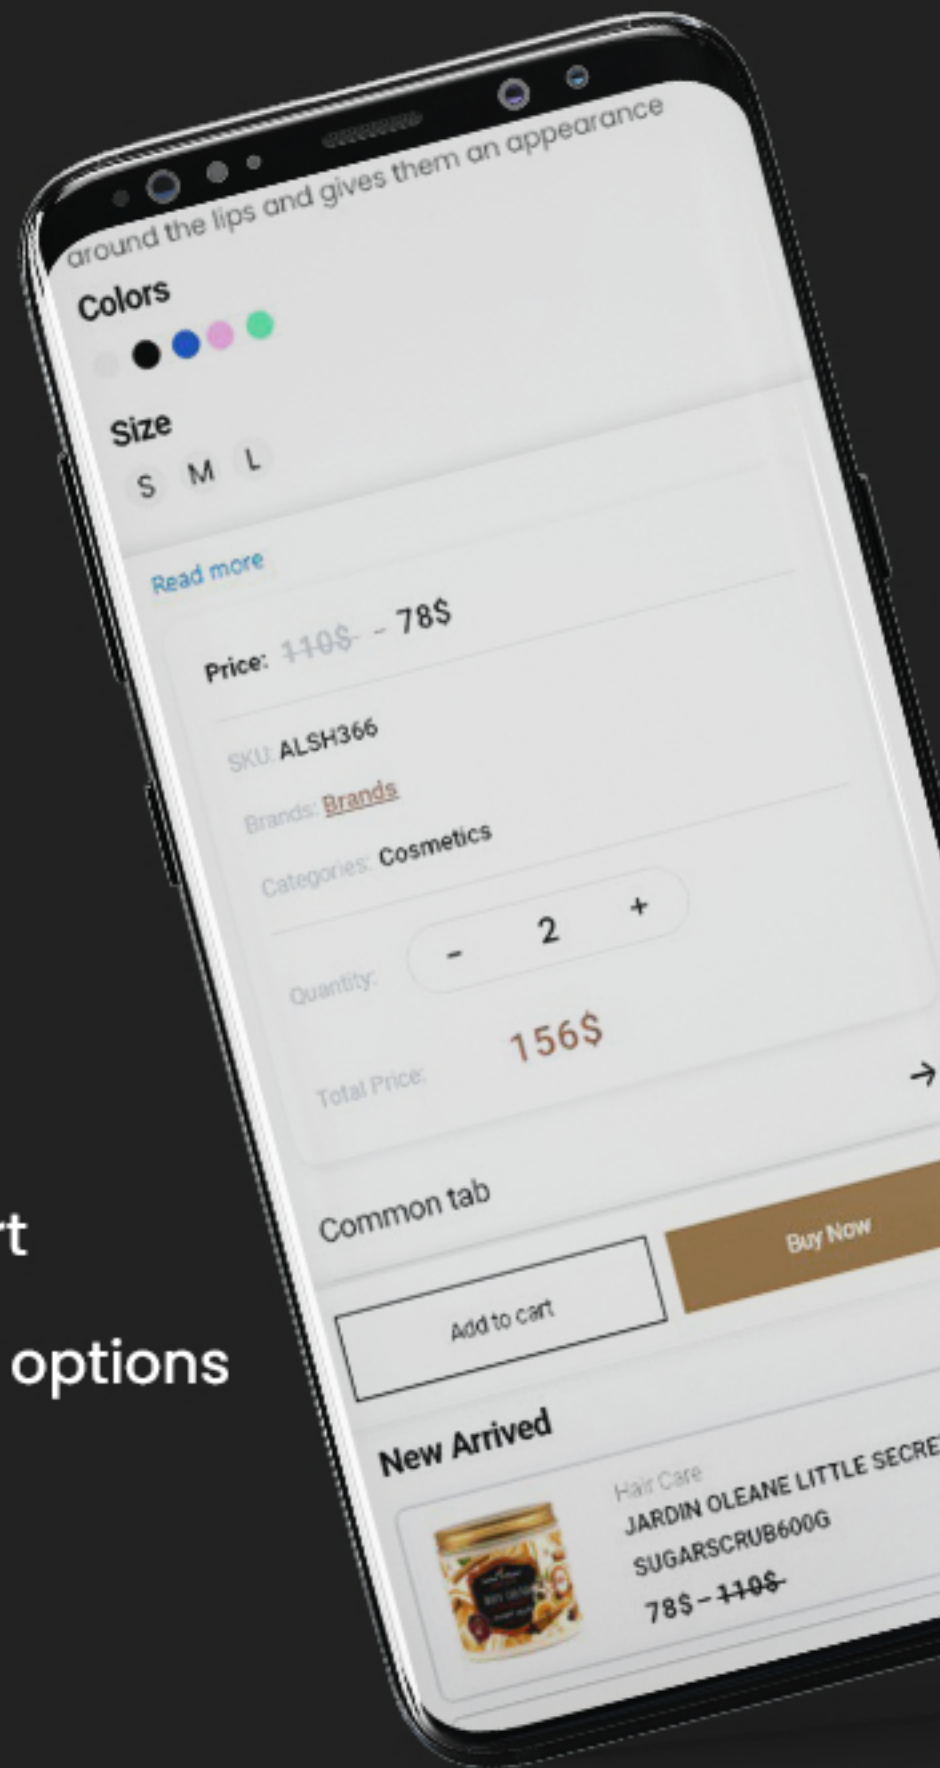 around the lips and gives them an appearance
Colors
Size
S M L
Read more
Price: 110$ - 78$
SKU: ALSH366
Brands: Brands
Categories: Cosmetics
Quantity: - 2 +
Total Price: 156$
→
Common tab
Add to cart
Buy Now
New Arrived
Hair Care
JARDIN OLEANE LITTLE SECRE
SUGARSCRUB600G
78$ – 110$
rt
options